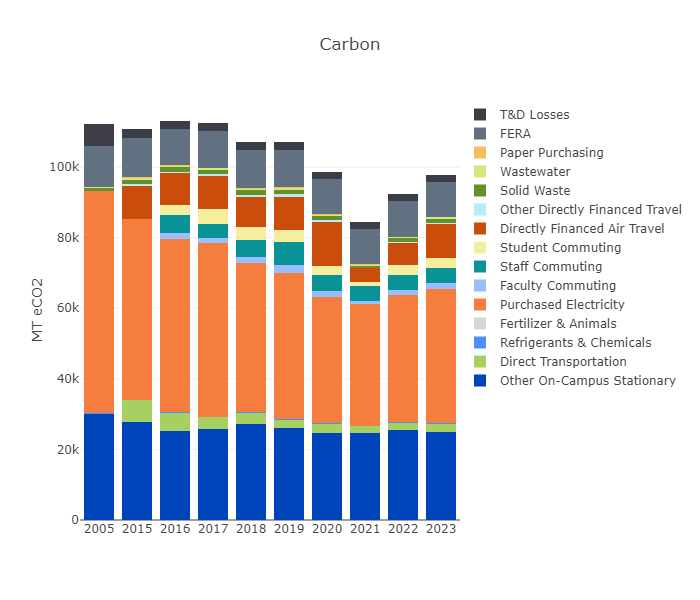 Carbon
MT eCO2
100k
80k
60k
40k
20k
0
2005 2015 2016 2017 2018 2019 2020 2021 2022 2023
T&D Losses
FERA
Paper Purchasing
Wastewater
Solid Waste
Other Directly Financed Travel
Directly Financed Air Travel
Student Commuting
Staff Commuting
Faculty Commuting
Purchased Electricity
Fertilizer & Animals
Refrigerants & Chemicals
Direct Transportation
Other On-Campus Stationary